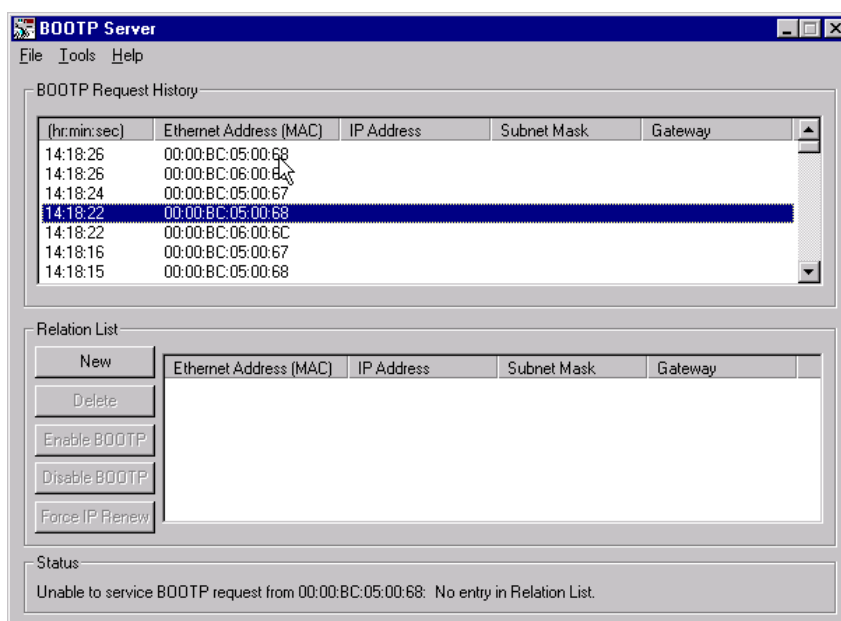 BOOTP Server
File Tools Help
BOOTP Request History
(hr:min:sec) Ethernet Address (MAC) IP Address Subnet Mask Gateway
14:18:26 00:00:BC:05:00:68
14:18:26 00:00:BC:06:00:
14:18:24 00:00:BC:05:00:67
14:18:22 00:00:BC:05:00:68
14:18:22 00:00:BC:06:00:6C
14:18:16 00:00:BC:05:00:67
14:18:15 00:00:BC:05:00:68
Relation List
New
Ethernet Address (MAC) IP Address Subnet Mask Gateway
Delete
Enable BOOTP
Disable BOOTP
Force IP Renew
Status
Unable to service BOOTP request from 00:00:BC:05:00:68: No entry in Relation List.